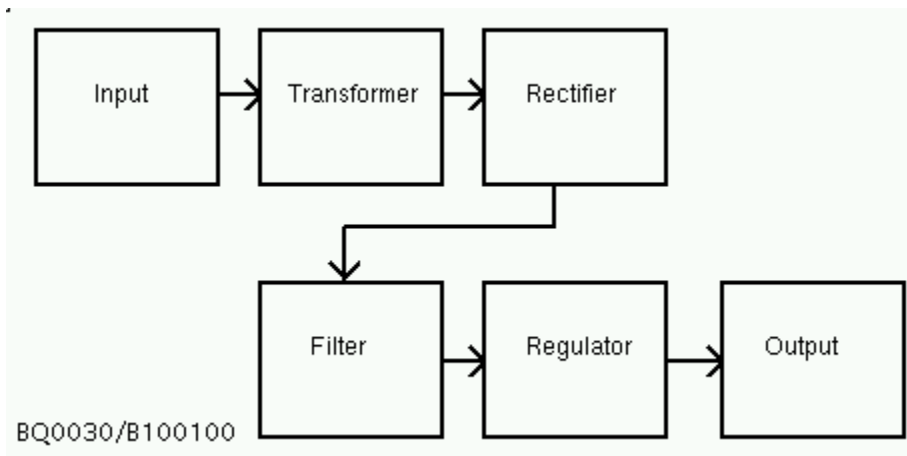 Input
Transformer
Rectifier
Filter
Regulator
Output
BQ0030/B100100